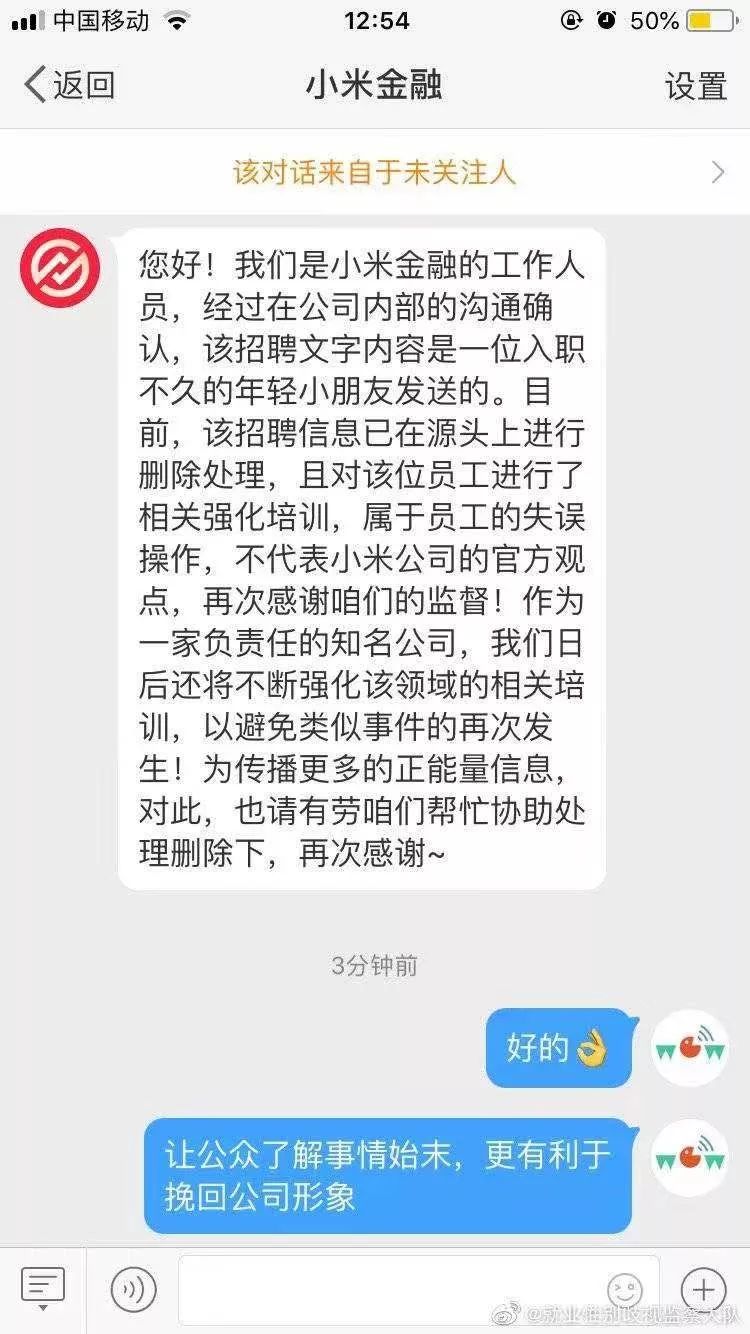 中国移动 12:54 50%
返回 小米金融 设置
该对话来自于未关注人
您好！我们是小米金融的工作人
员，经过在公司内部的沟通确
认，该招聘文字内容是一位入职
不久的年轻小朋友发送的。目
前，该招聘信息已在源头上进行
删除处理，且对该位员工进行了
相关强化培训，属于员工的失误
操作，不代表小米公司的官方观
点，再次感谢咱们的监督！作为
一家负责任的知名公司，我们日
后还将不断强化该领域的相关培
训，以避免类似事件的再次发
生！为传播更多的正能量信息，
对此，也请有劳咱们帮忙协助处
理删除下，再次感谢~
3分钟前
好的👌
WOW
让公众了解事情始末，更有利于
挽回公司形象
WOW
@就业性别歧视监察大队